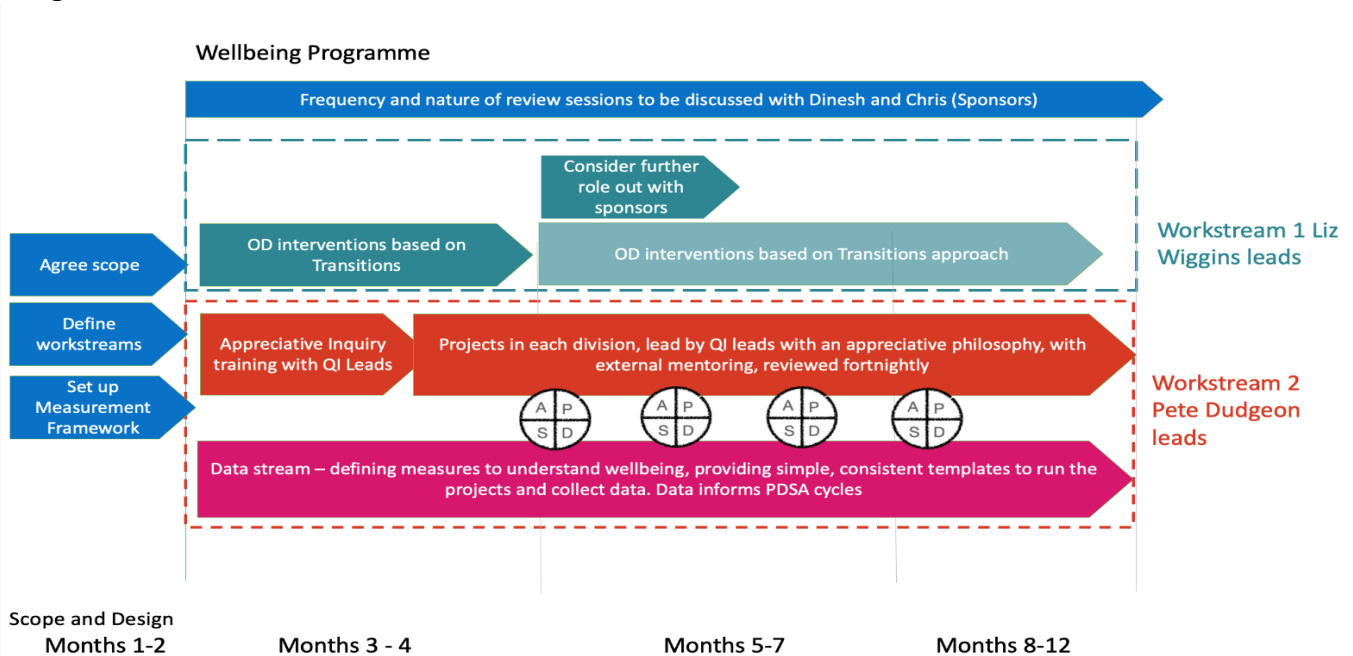 Wellbeing Programme
Frequency and nature of review sessions to be discussed with Dinesh and Chris (Sponsors)
Consider further
role out with
sponsors
OD interventions based on
Transitions
OD interventions based on Transitions approach
Workstream 1 Liz
Wiggins leads
Agree scope
Define
workstreams
Set up
Measurement
Framework
Appreciative Inquiry
training with QI Leads
Projects in each division, lead by QI leads with an appreciative philosophy, with
external mentoring, reviewed fortnightly
A P
S D
A P
S D
A P
S D
A P
S D
Workstream 2
Pete Dudgeon
leads
Data stream – defining measures to understand wellbeing, providing simple, consistent templates to run the
projects and collect data. Data informs PDSA cycles
Scope and Design
Months 1-2
Months 3 - 4
Months 5-7
Months 8-12